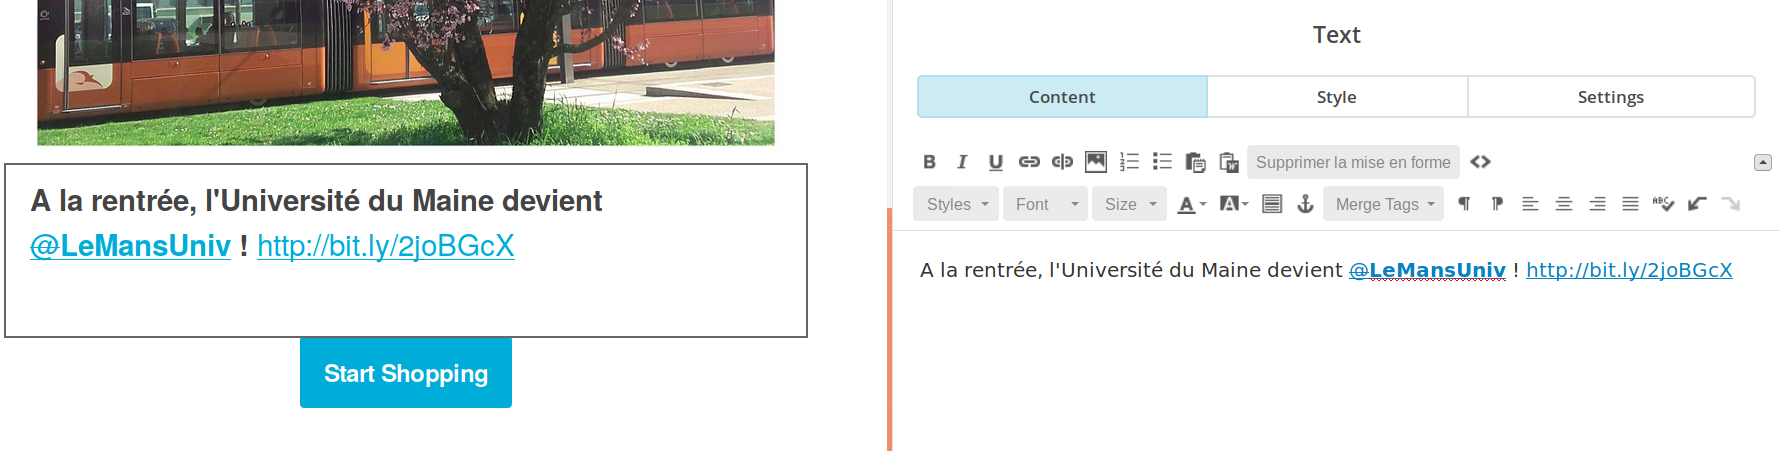 A la rentrée, l'Université du Maine devient
@LeMansUniv ! http://bit.ly/2joBGcX
Start Shopping
Text
Content Style Settings
B I U Supprimer la mise en forme
Styles Font Size A A Merge Tags ABC
A la rentrée, l'Université du Maine devient @LeMansUniv ! http://bit.ly/2joBGcX